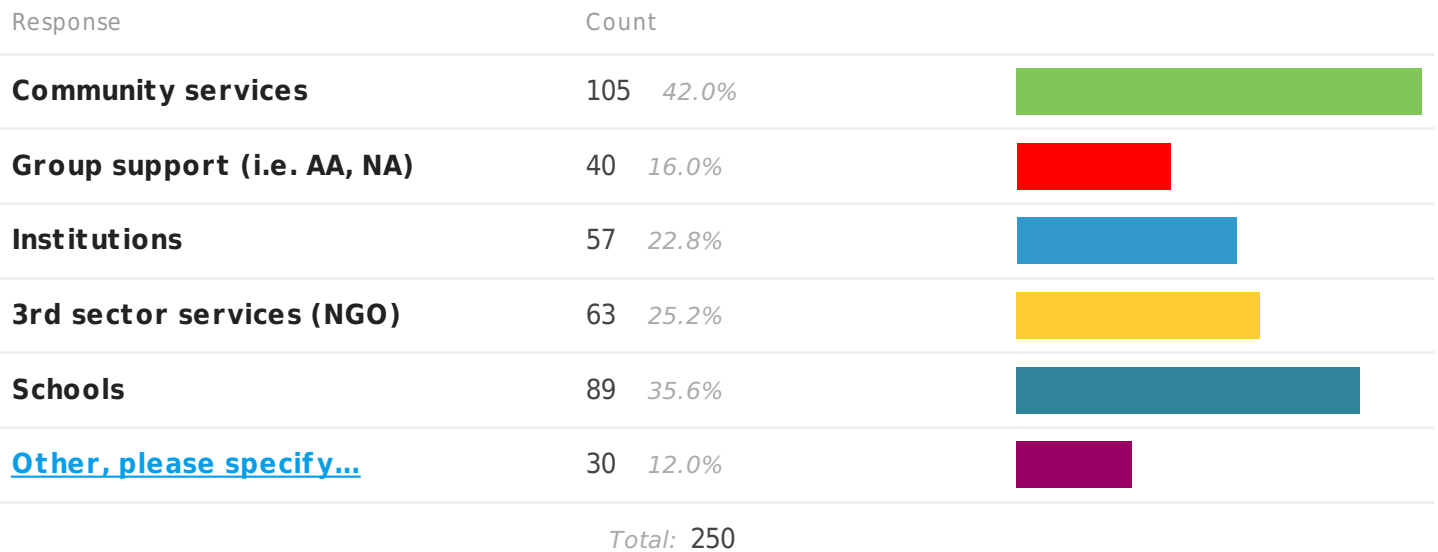 Response Count
Community services 105 42.0%
Group support (i.e. AA, NA) 40 16.0%
Institutions 57 22.8%
3rd sector services (NGO) 63 25.2%
Schools 89 35.6%
Other, please specify... 30 12.0%
Total: 250